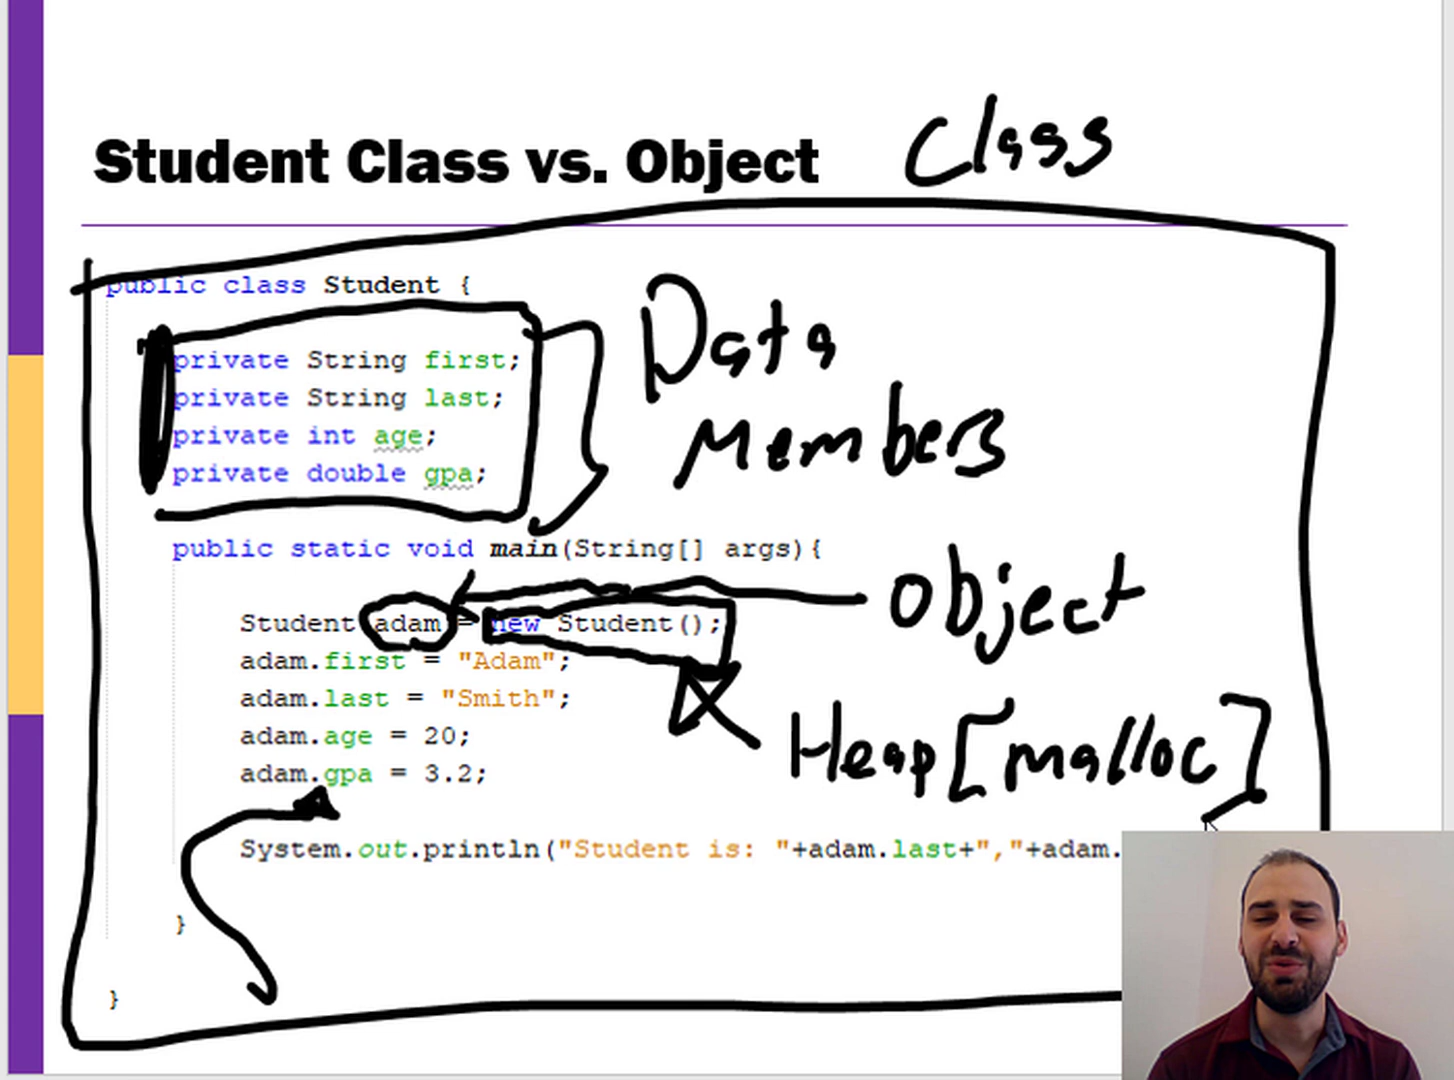 Student Class vs. Object Class
public class Student {
private String first;
private String last;
private int age;
private double gpa;
Data
Members
public static void main(String[] args){
Object
Student adam = new Student();
adam.first = "Adam";
adam.last = "Smith";
adam.age = 20;
adam.gpa = 3.2;
Heap [malloc]
System.out.println("Student is: "+adam.last+","+adam.
}
}